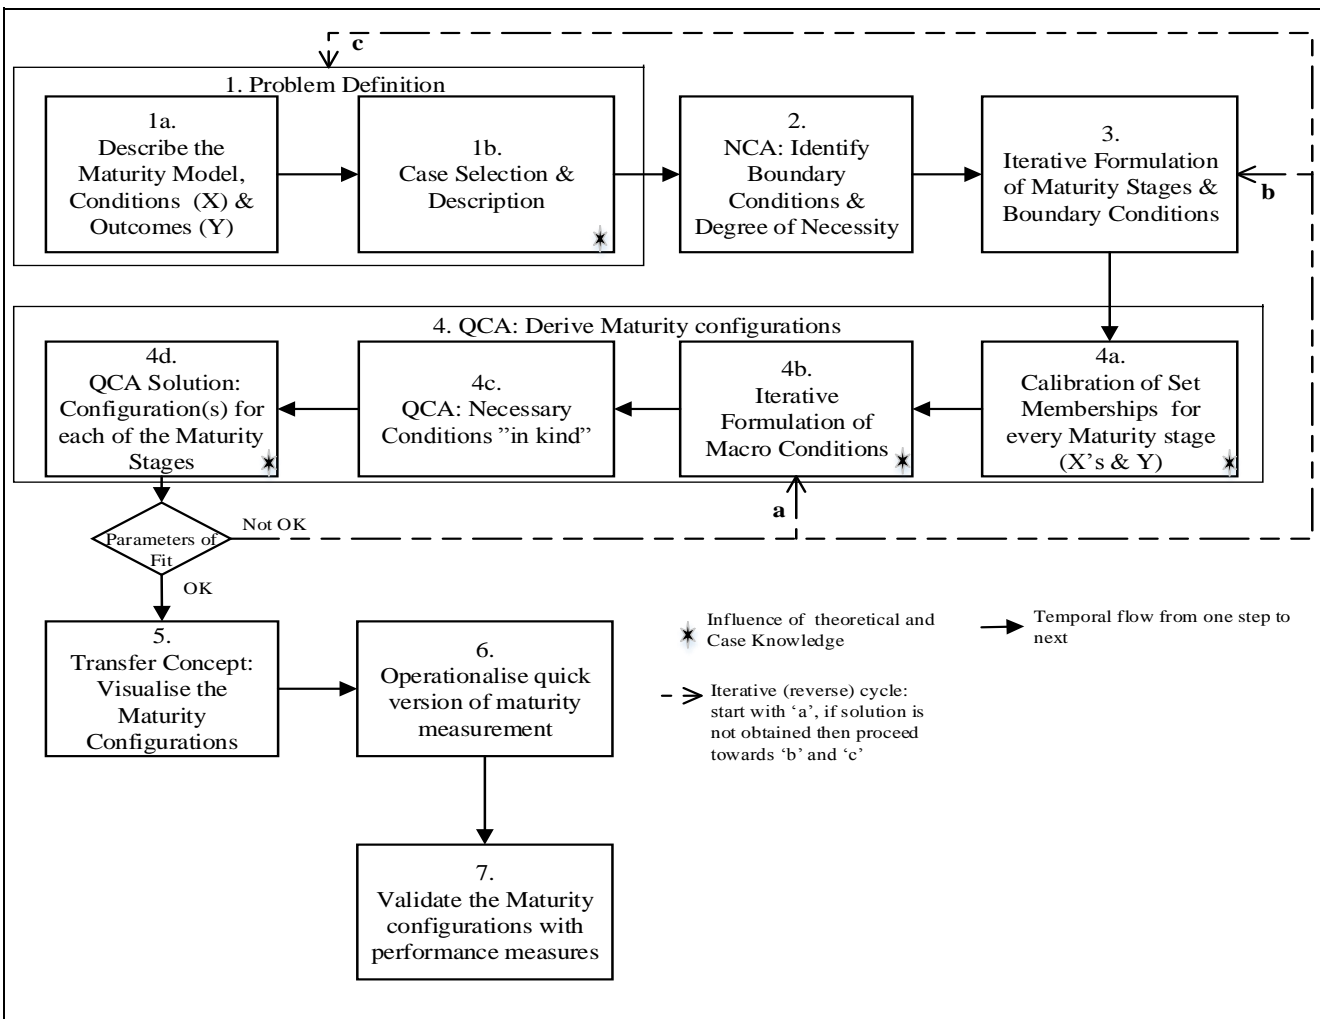 c
1. Problem Definition
1a.
Describe the
Maturity Model,
Conditions (X) &
Outcomes (Y)
1b.
Case Selection &
Description
2.
NCA: Identify
Boundary
Conditions &
Degree of Necessity
3.
Iterative Formulation
of Maturity Stages &
Boundary Conditions
b
4. QCA: Derive Maturity configurations
4d.
QCA Solution:
Configuration(s) for
each of the Maturity
Stages
4c.
QCA: Necessary
Conditions ”in kind”
4b.
Iterative
Formulation of
Macro Conditions
4a.
Calibration of Set
Memberships for
every Maturity stage
(X’s & Y)
a
Not OK
Parameters of
Fit
OK
5.
Transfer Concept:
Visualise the
Maturity
Configurations
6.
Operationalise quick
version of maturity
measurement
Influence of theoretical and
Case Knowledge
Temporal flow from one step to
next
Iterative (reverse) cycle:
start with ‘a’, if solution is
not obtained then proceed
towards ‘b’ and ‘c’
7.
Validate the Maturity
configurations with
performance measures